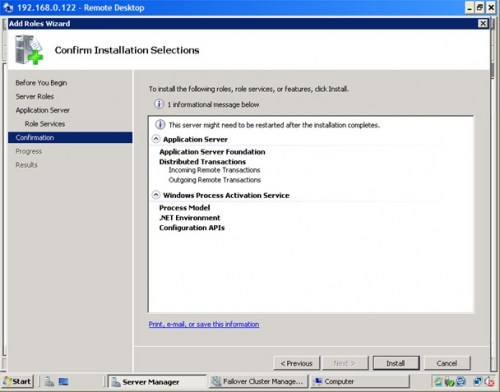 192.168.0.122 - Remote Desktop
Add Roles Wizard
Confirm Installation Selections
Before You Begin
Server Roles
Application Server
Role Services
Confirmation
Progress
Results
To install the following roles, role services, or features, click Install.
1 informational message below
This server might need to be restarted after the installation completes.
Application Server
Application Server Foundation
Distributed Transactions
Incoming Remote Transactions
Outgoing Remote Transactions
Windows Process Activation Service
Process Model
.NET Environment
Configuration APIs
Print, e-mail, or save this information
< Previous
Next >
Install
Cancel
Start
Server Manager
Failover Cluster Manage...
Computer